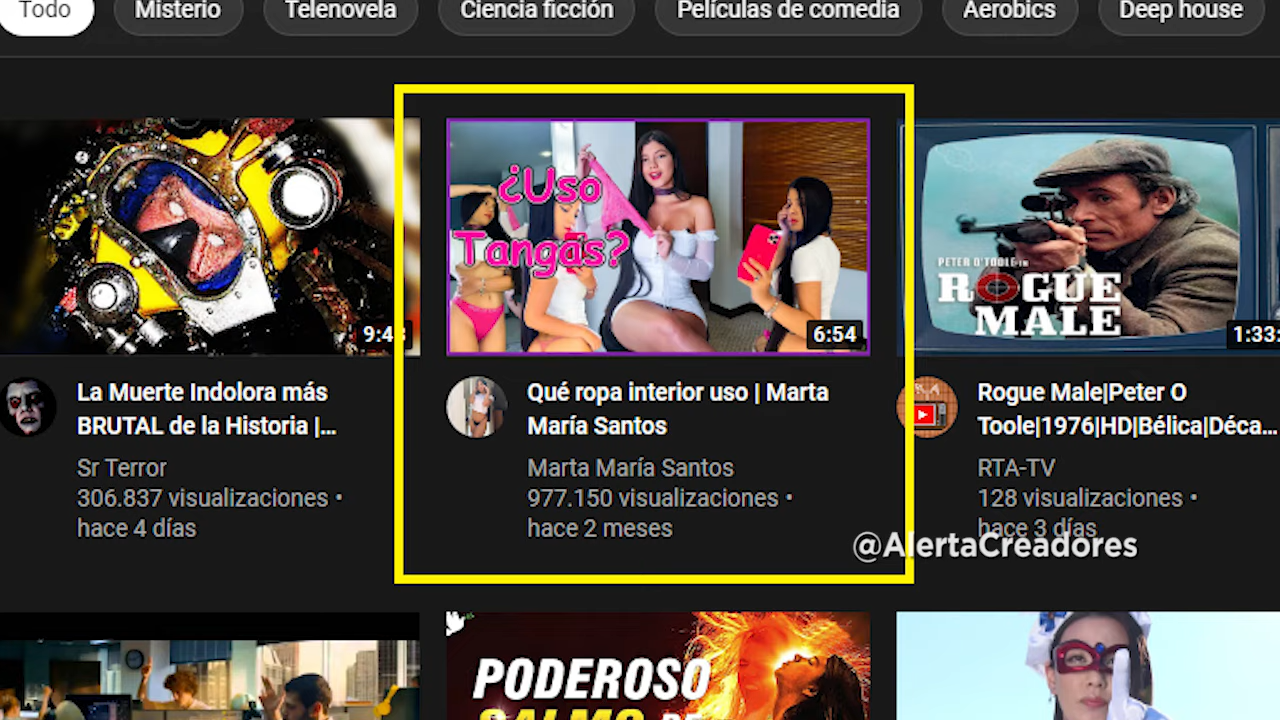 Todo
Misterio
Telenovela
Ciencia ficción
Películas de comedia
Aerobics
Deep house
9:4
¿Uso
Tangas?
6:54
PETER O'TOOLE IN
ROGUE
MALE
1:33:
La Muerte Indolora más
BRUTAL de la Historia |...
Sr Terror
306.837 visualizaciones •
hace 4 días
Qué ropa interior uso | Marta
María Santos
Marta María Santos
977.150 visualizaciones •
hace 2 meses
Rogue Male|Peter O
Toole|1976|HD|Bélica|Déca...
RTA-TV
128 visualizaciones •
hace 3 días
@AlertaCreadores
PODEROSO
SALMO DE